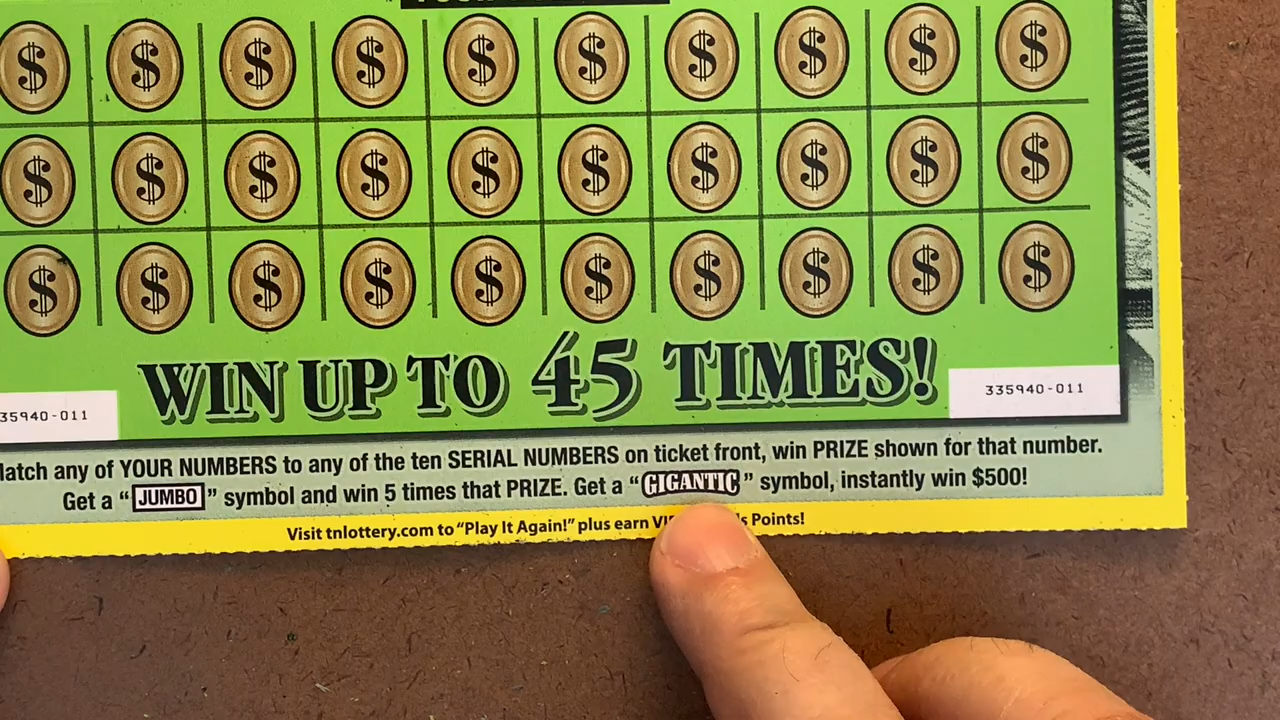 $ $ $ $ $ $ $ $ $ $
$ $ $ $ $ $ $ $ $ $
$ $ $ $ $ $ $ $ $ $
WIN UP TO 45 TIMES!
35940-011
335940-011
atch any of YOUR NUMBERS to any of the ten SERIAL NUMBERS on ticket front, win PRIZE shown for that number.
Get a “JUMBO” symbol and win 5 times that PRIZE. Get a “GIGANTIC” symbol, instantly win $500!
Visit tnlottery.com to “Play It Again!” plus earn Points!